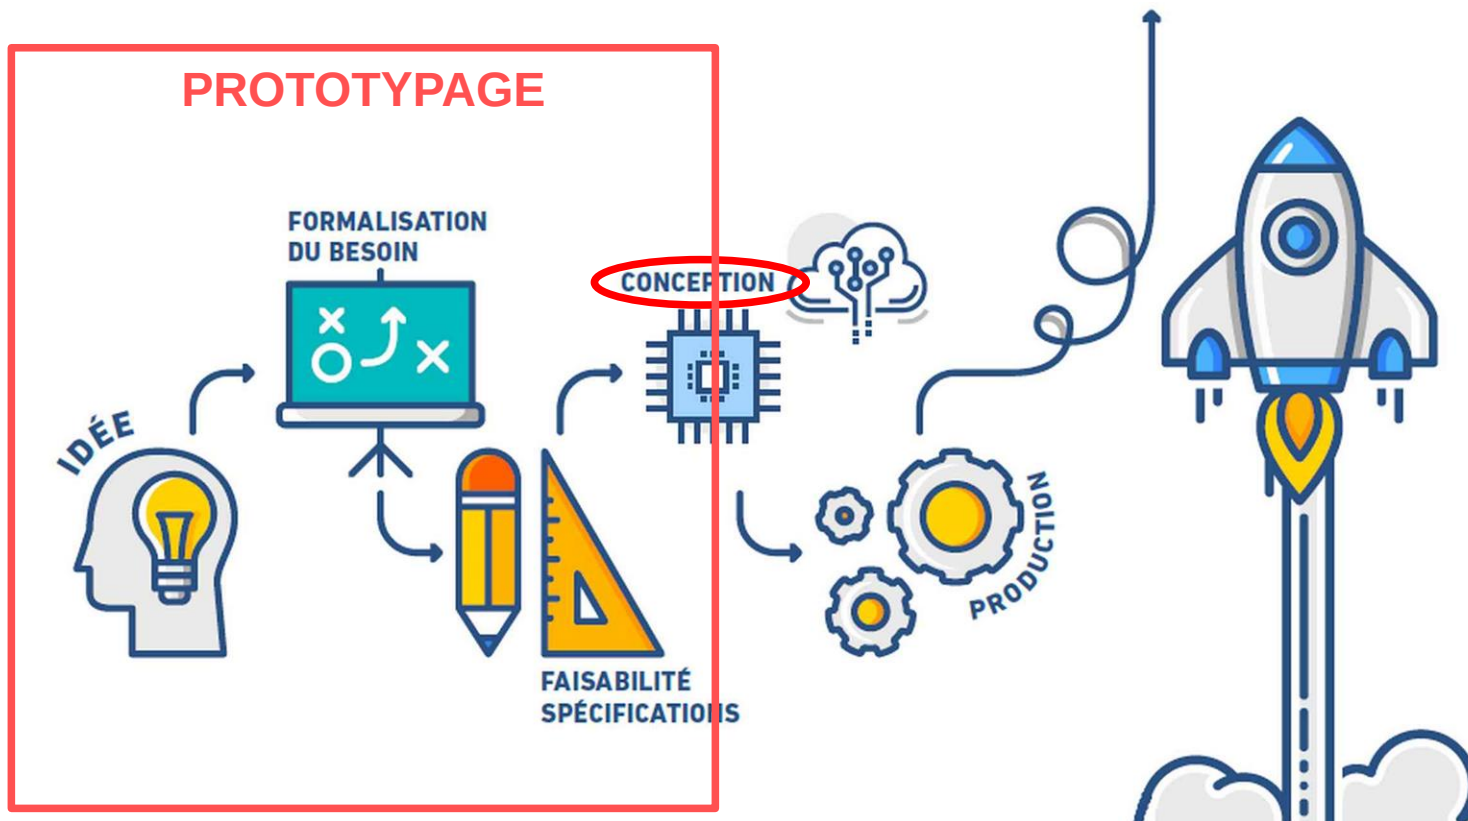 PROTOTYPAGE
FORMALISATION
DU BESOIN
CONCEPTION
IDÉE
PRODUCTION
FAISABILITÉ
SPÉCIFICATIONS